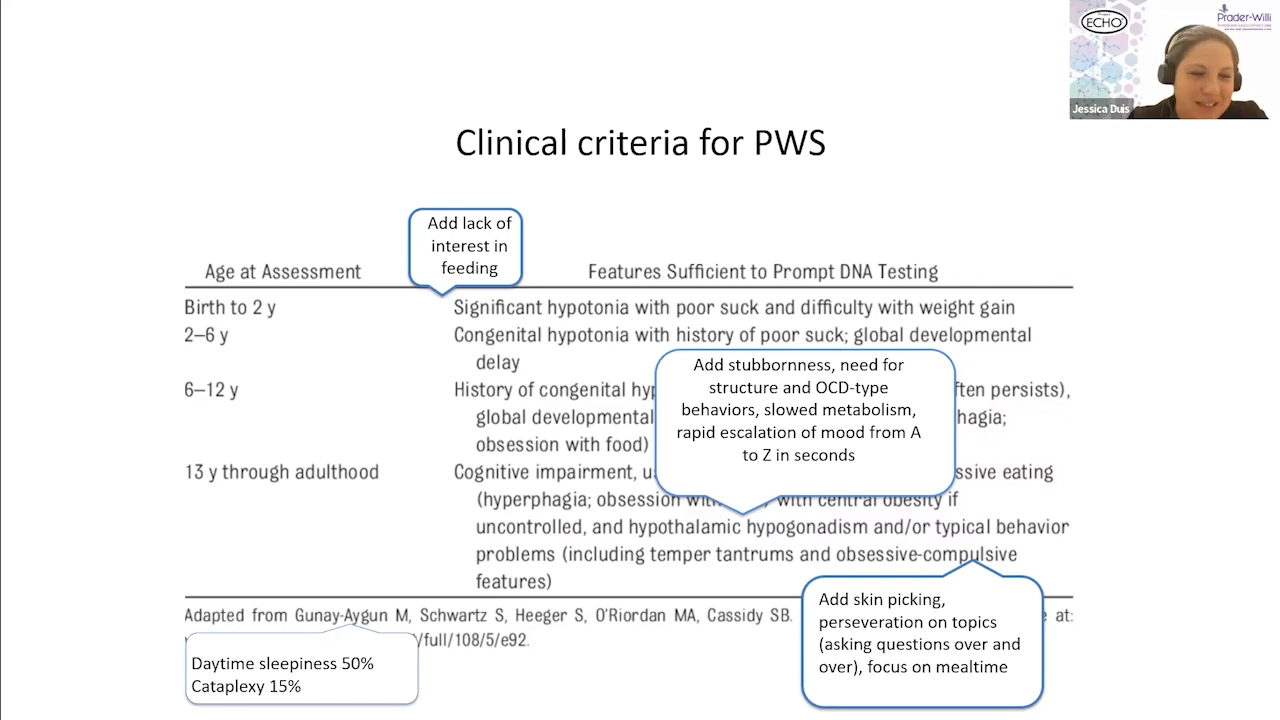 ECHO
Prader-Willi
Jessica Duis
Clinical criteria for PWS
Add lack of
interest in
feeding
Age at Assessment
Features Sufficient to Prompt DNA Testing
Birth to 2 y
Significant hypotonia with poor suck and difficulty with weight gain
2–6 y
Congenital hypotonia with history of poor suck; global developmental
delay
6–12 y
History of congenital hyp
ften persists),
global developmental
hagia;
obsession with food)
Add stubbornness, need for
structure and OCD-type
behaviors, slowed metabolism,
rapid escalation of mood from A
to Z in seconds
13 y through adulthood
Cognitive impairment, u
ssive eating
(hyperphagia; obsession with central obesity if
uncontrolled, and hypothalamic hypogonadism and/or typical behavior
problems (including temper tantrums and obsessive-compulsive
features)
Add skin picking,
perseveration on topics
(asking questions over and
over), focus on mealtime
Adapted from Gunay-Aygun M, Schwartz S, Heeger S, O'Riordan MA, Cassidy SB.
at:
/full/108/5/e92.
Daytime sleepiness 50%
Cataplexy 15%